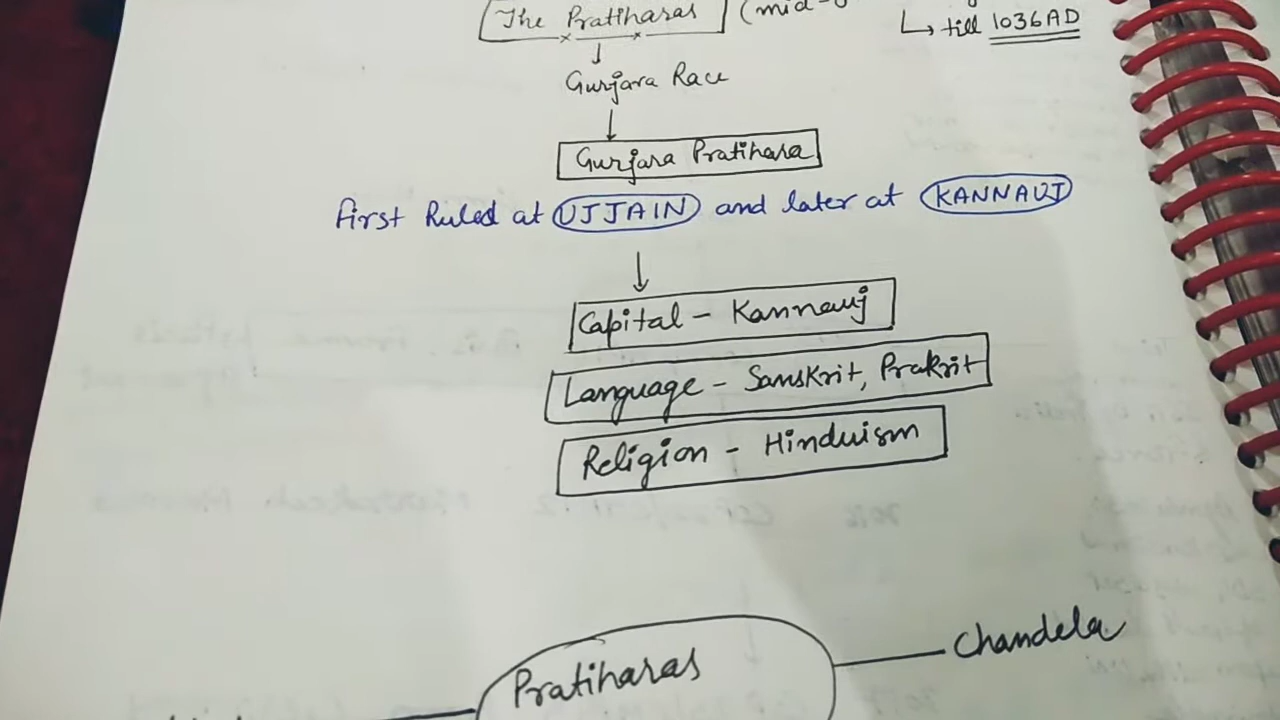 The Pratiharas (mid-
till 1036AD
Gurjara Race
Gurjara Pratihara
First Ruled at UJJAIN and later at KANNAUJ
Capital - Kannauj
Language - Sanskrit, Prakrit
Religion - Hinduism
Chandela
Pratiharas